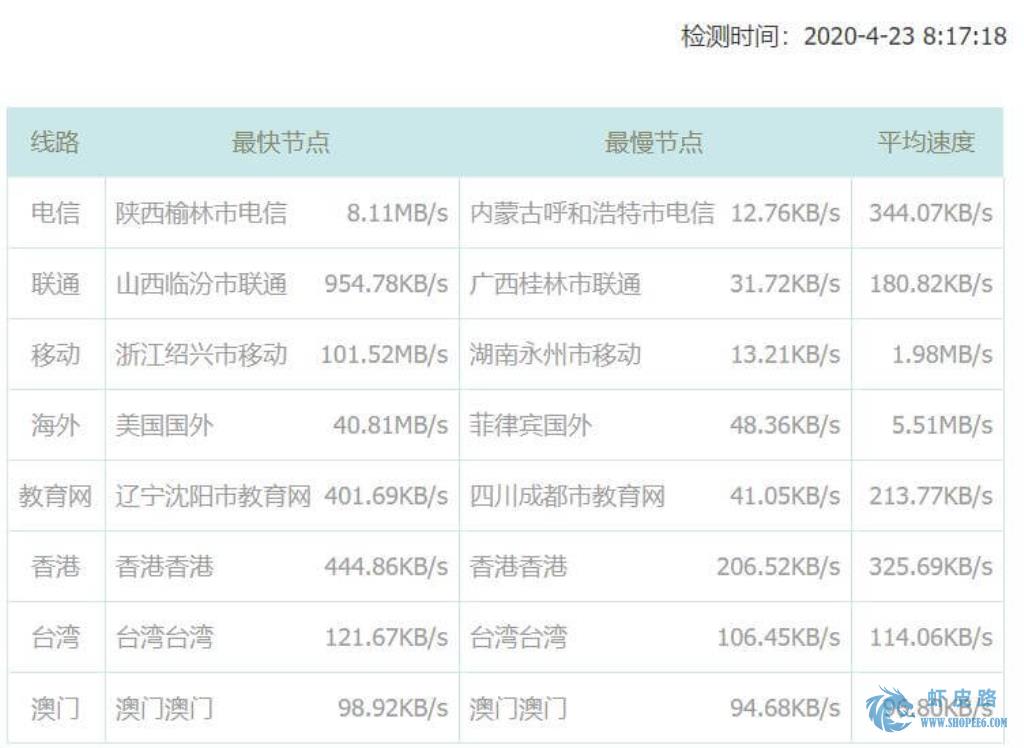 检测时间：2020-4-23 8:17:18
线路 最快节点 最慢节点 平均速度
电信 陕西榆林市电信 8.11MB/s 内蒙古呼和浩特市电信 12.76KB/s 344.07KB/s
联通 山西临汾市联通 954.78KB/s 广西桂林市联通 31.72KB/s 180.82KB/s
移动 浙江绍兴市移动 101.52MB/s 湖南永州市移动 13.21KB/s 1.98MB/s
海外 美国国外 40.81MB/s 菲律宾国外 48.36KB/s 5.51MB/s
教育网 辽宁沈阳市教育网 401.69KB/s 四川成都市教育网 41.05KB/s 213.77KB/s
香港 香港香港 444.86KB/s 香港香港 206.52KB/s 325.69KB/s
台湾 台湾台湾 121.67KB/s 台湾台湾 106.45KB/s 114.06KB/s
澳门 澳门澳门 98.92KB/s 澳门澳门 94.68KB/s 96.80KB/s
虾皮路
WWW.SHOPEE6.COM